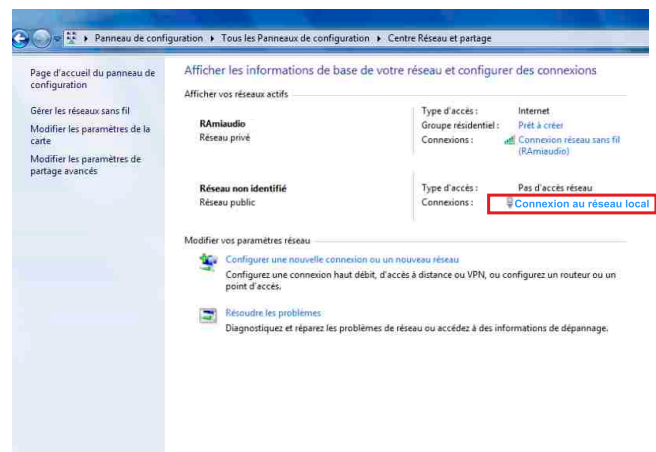 Panneau de configuration ▸ Tous les Panneaux de configuration ▸ Centre Réseau et partage
Page d'accueil du panneau de
configuration
Gérer les réseaux sans fil
Modifier les paramètres de la
carte
Modifier les paramètres de
partage avancés
Afficher les informations de base de votre réseau et configurer des connexions
Afficher vos réseaux actifs
RAmiaudio
Réseau privé
Type d'accès : Internet
Groupe résidentiel : Prêt à créer
Connexions : Connexion réseau sans fil
(RAmiaudio)
Réseau non identifié
Réseau public
Type d'accès : Pas d'accès réseau
Connexions : Connexion au réseau local
Modifier vos paramètres réseau
Configurer une nouvelle connexion ou un nouveau réseau
Configurez une connexion haut débit, d'accès à distance ou VPN, ou configurez un routeur ou un
point d'accès.
Résoudre les problèmes
Diagnostiquez et réparez les problèmes de réseau ou accédez à des informations de dépannage.